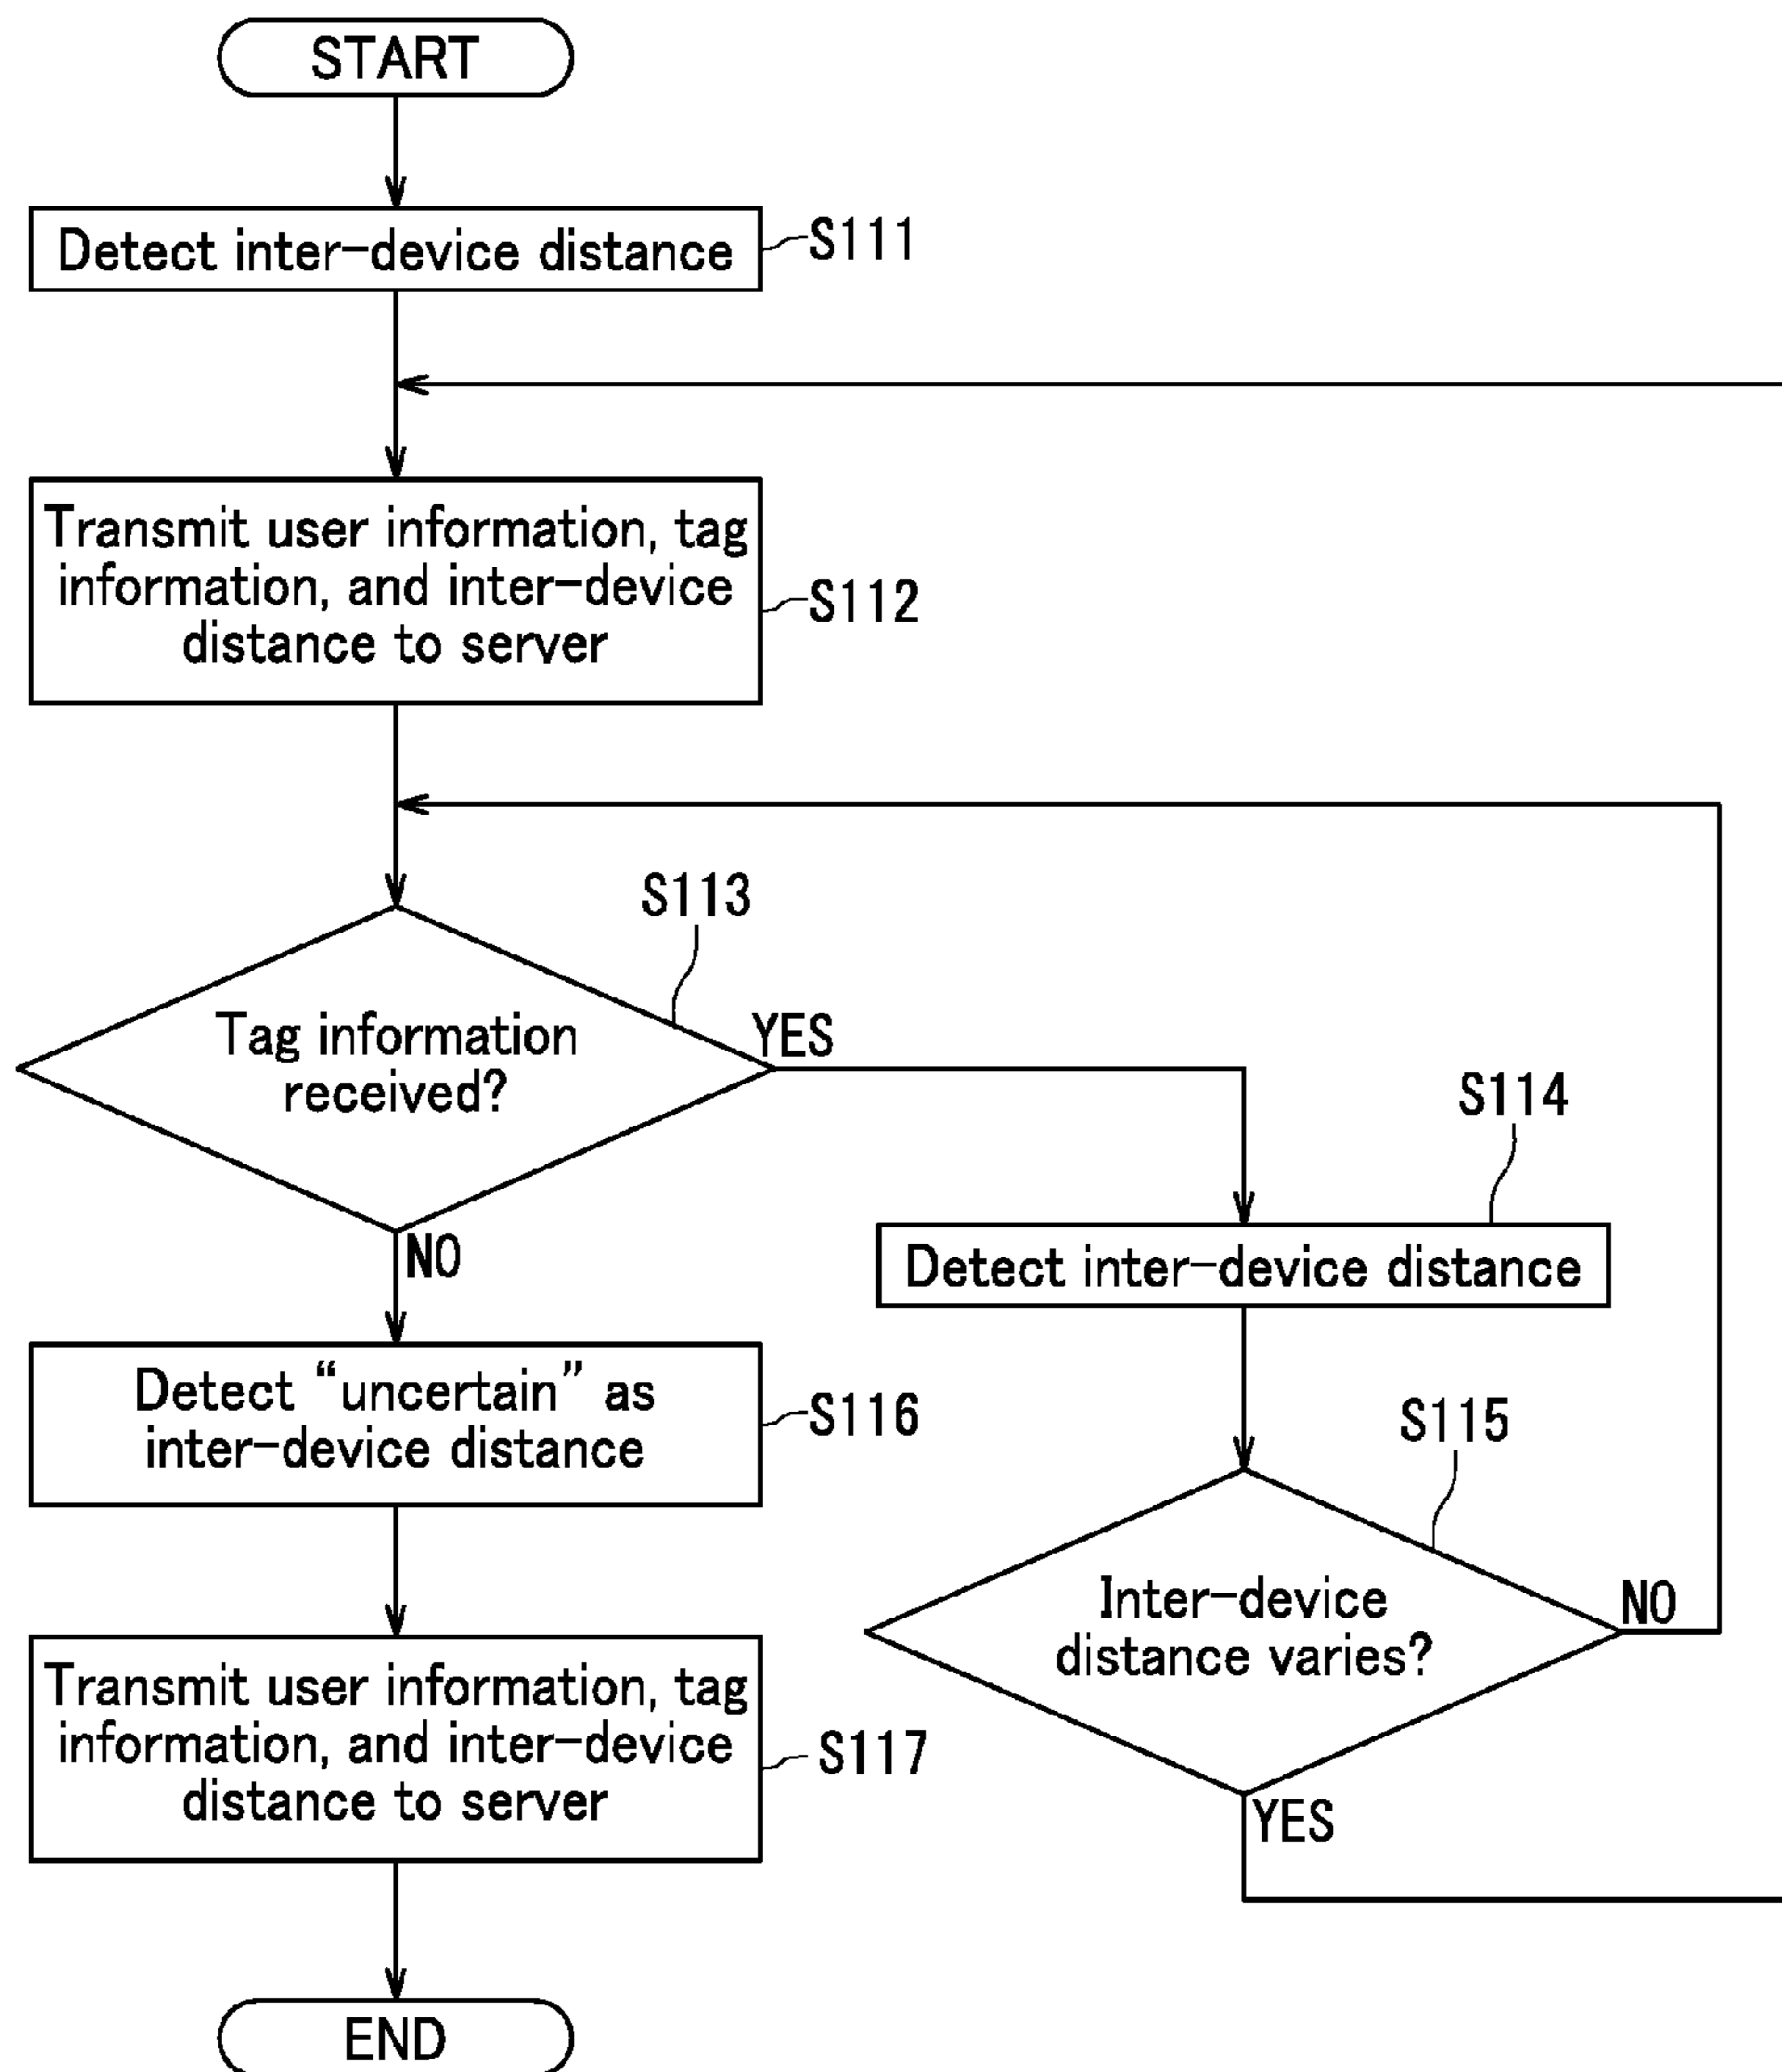 START
Detect inter-device distance
S111
Transmit user information, tag
information, and inter-device
distance to server
S112
S113
Tag information
received?
YES
NO
S114
Detect inter-device distance
S115
Inter-device
distance varies?
NO
YES
Detect “uncertain” as
inter-device distance
S116
Transmit user information, tag
information, and inter-device
distance to server
S117
END